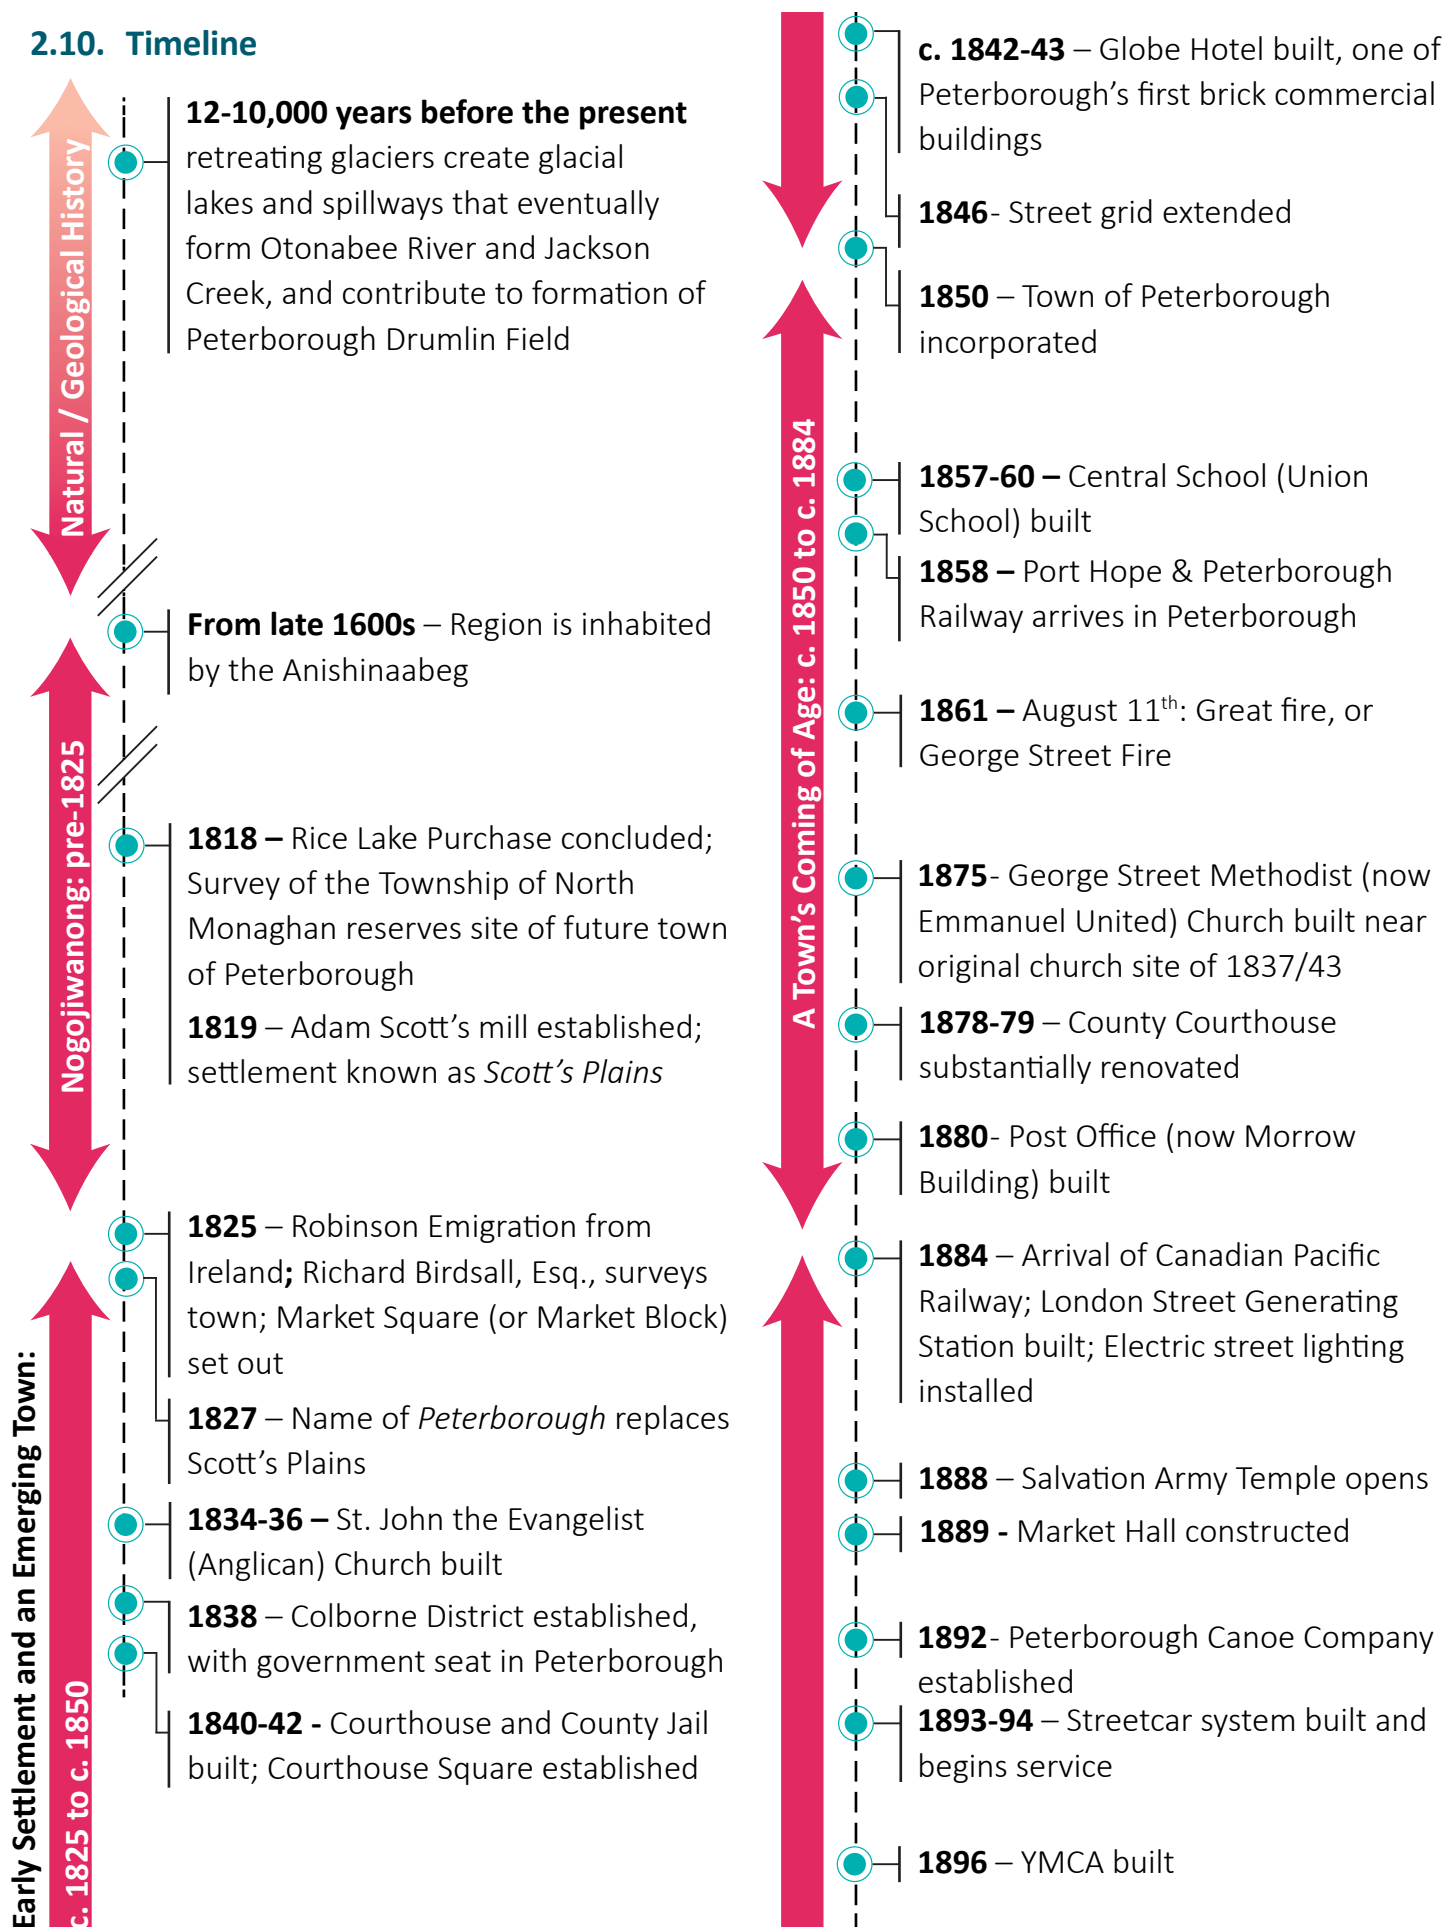 2.10. Timeline
Natural / Geological History
12-10,000 years before the present
retreating glaciers create glacial
lakes and spillways that eventually
form Otonabee River and Jackson
Creek, and contribute to formation of
Peterborough Drumlin Field
Nogojiwanong: pre-1825
From late 1600s – Region is inhabited
by the Anishinaabeg
1818 – Rice Lake Purchase concluded;
Survey of the Township of North
Monaghan reserves site of future town
of Peterborough
1819 – Adam Scott's mill established;
settlement known as Scott's Plains
Early Settlement and an Emerging Town:
c. 1825 to c. 1850
1825 – Robinson Emigration from
Ireland; Richard Birdsall, Esq., surveys
town; Market Square (or Market Block)
set out
1827 – Name of Peterborough replaces
Scott's Plains
1834-36 – St. John the Evangelist
(Anglican) Church built
1838 – Colborne District established,
with government seat in Peterborough
1840-42 - Courthouse and County Jail
built; Courthouse Square established
c. 1842-43 – Globe Hotel built, one of
Peterborough's first brick commercial
buildings
1846- Street grid extended
A Town's Coming of Age: c. 1850 to c. 1884
1850 – Town of Peterborough
incorporated
1857-60 – Central School (Union
School) built
1858 – Port Hope & Peterborough
Railway arrives in Peterborough
1861 – August 11th: Great fire, or
George Street Fire
1875- George Street Methodist (now
Emmanuel United) Church built near
original church site of 1837/43
1878-79 – County Courthouse
substantially renovated
1880- Post Office (now Morrow
Building) built
1884 – Arrival of Canadian Pacific
Railway; London Street Generating
Station built; Electric street lighting
installed
1888 – Salvation Army Temple opens
1889 - Market Hall constructed
1892- Peterborough Canoe Company
established
1893-94 – Streetcar system built and
begins service
1896 – YMCA built